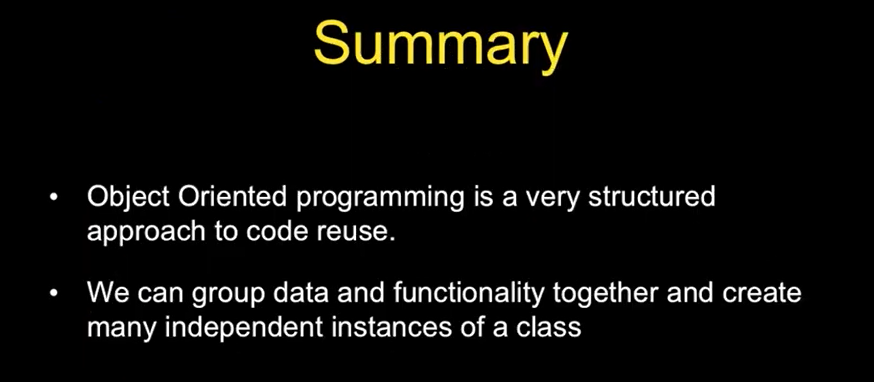 Summary
• Object Oriented programming is a very structured
approach to code reuse.
• We can group data and functionality together and create
many independent instances of a class